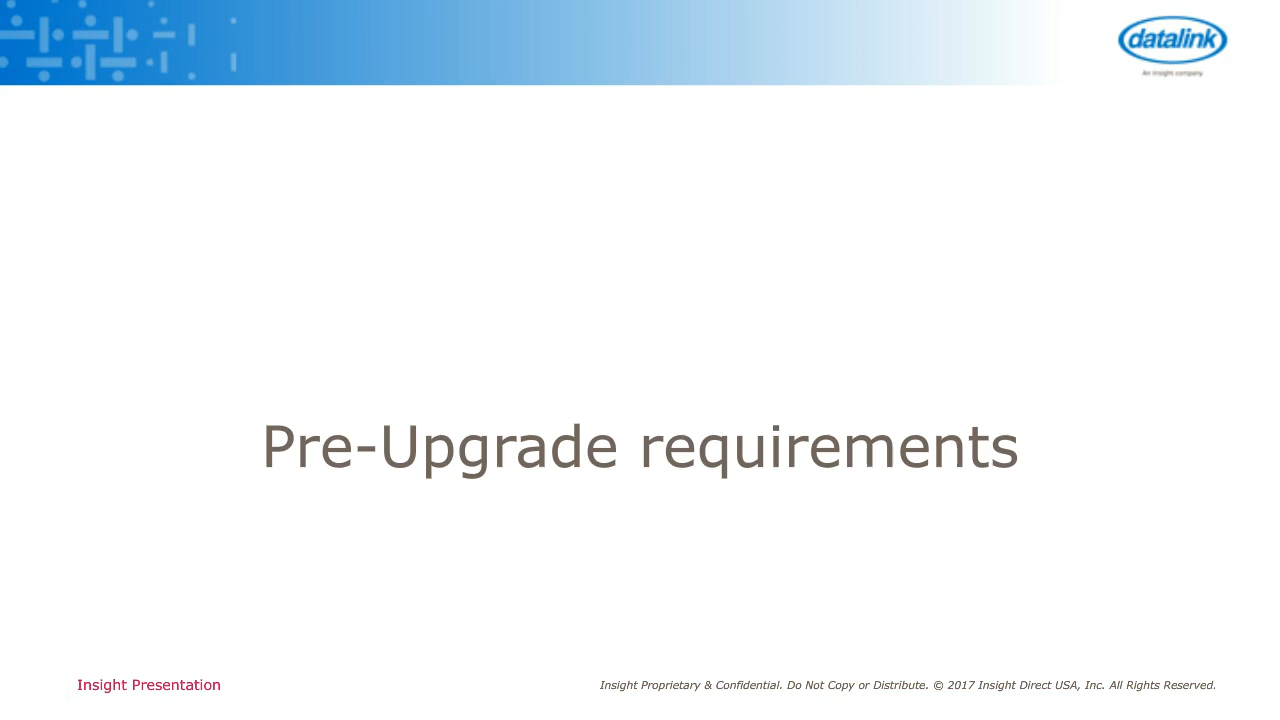 datalink
An Insight company
Pre-Upgrade requirements
Insight Presentation
Insight Proprietary & Confidential. Do Not Copy or Distribute. © 2017 Insight Direct USA, Inc. All Rights Reserved.